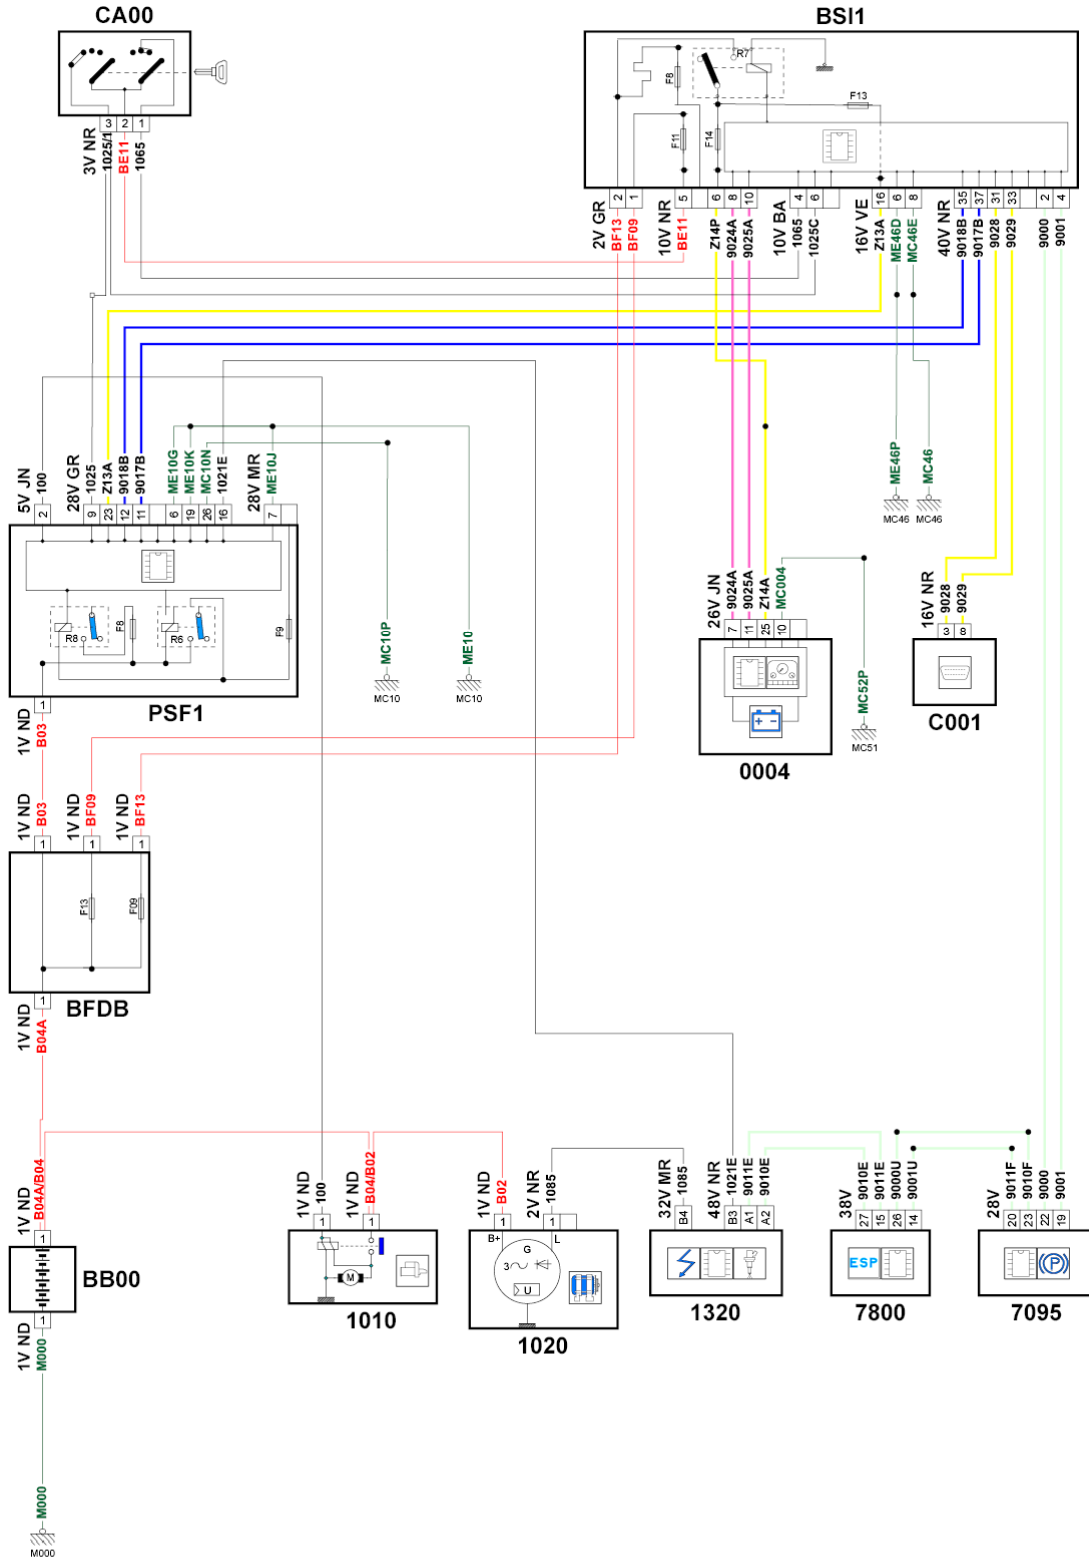 CA00
BSI1
R7
F8
F13
F11
F14
3 2 1
3V NR
1025/1
BE11
1065
2 1 5 6 8 10 4 6 16 6 8 35 37 31 33 2 4
2V GR
BF13
BF09
10V NR
BE11
Z14P
9024A
9025A
10V BA
1065
1025C
16V VE
Z13A
ME46D
MC46E
40V NR
9018B
9017B
9028
9029
9000
9001
5V JN
100
28V GR
1025
Z13A
9018B
9017B
ME10G
ME10K
MC10N
1021E
28V MR
ME10J
2 9 23 12 11 6 19 26 16 7
R8
F8
R6
F9
MC10P
MC10
ME10
MC10
1
PSF1
1V ND
B03
ME46P
MC46
MC46
MC46
26V JN
9024A
9025A
Z14A
MC004
7 11 25 10
0004
MC52P
MC51
16V NR
9028
9029
3 8
C001
1V ND
B03
1V ND
BF09
1V ND
BF13
1 1 1
F13
F09
1
BFDB
1V ND
B04A
1V ND
B04A/B04
1
BB00
1
1V ND
M000
M000
M000
1V ND
100
1V ND
B04/B02
1 1
M
1010
1V ND
B02
2V NR
1085
1 1
B+
L
G
3
U
1020
32V MR
1085
48V NR
1021E
9011E
9010E
B4 B3 A1 A2
1320
38V
9010E
9011E
9000U
9001U
27 15 26 14
ESP
7800
28V
9011F
9010F
9000
9001
20 23 22 19
P
7095